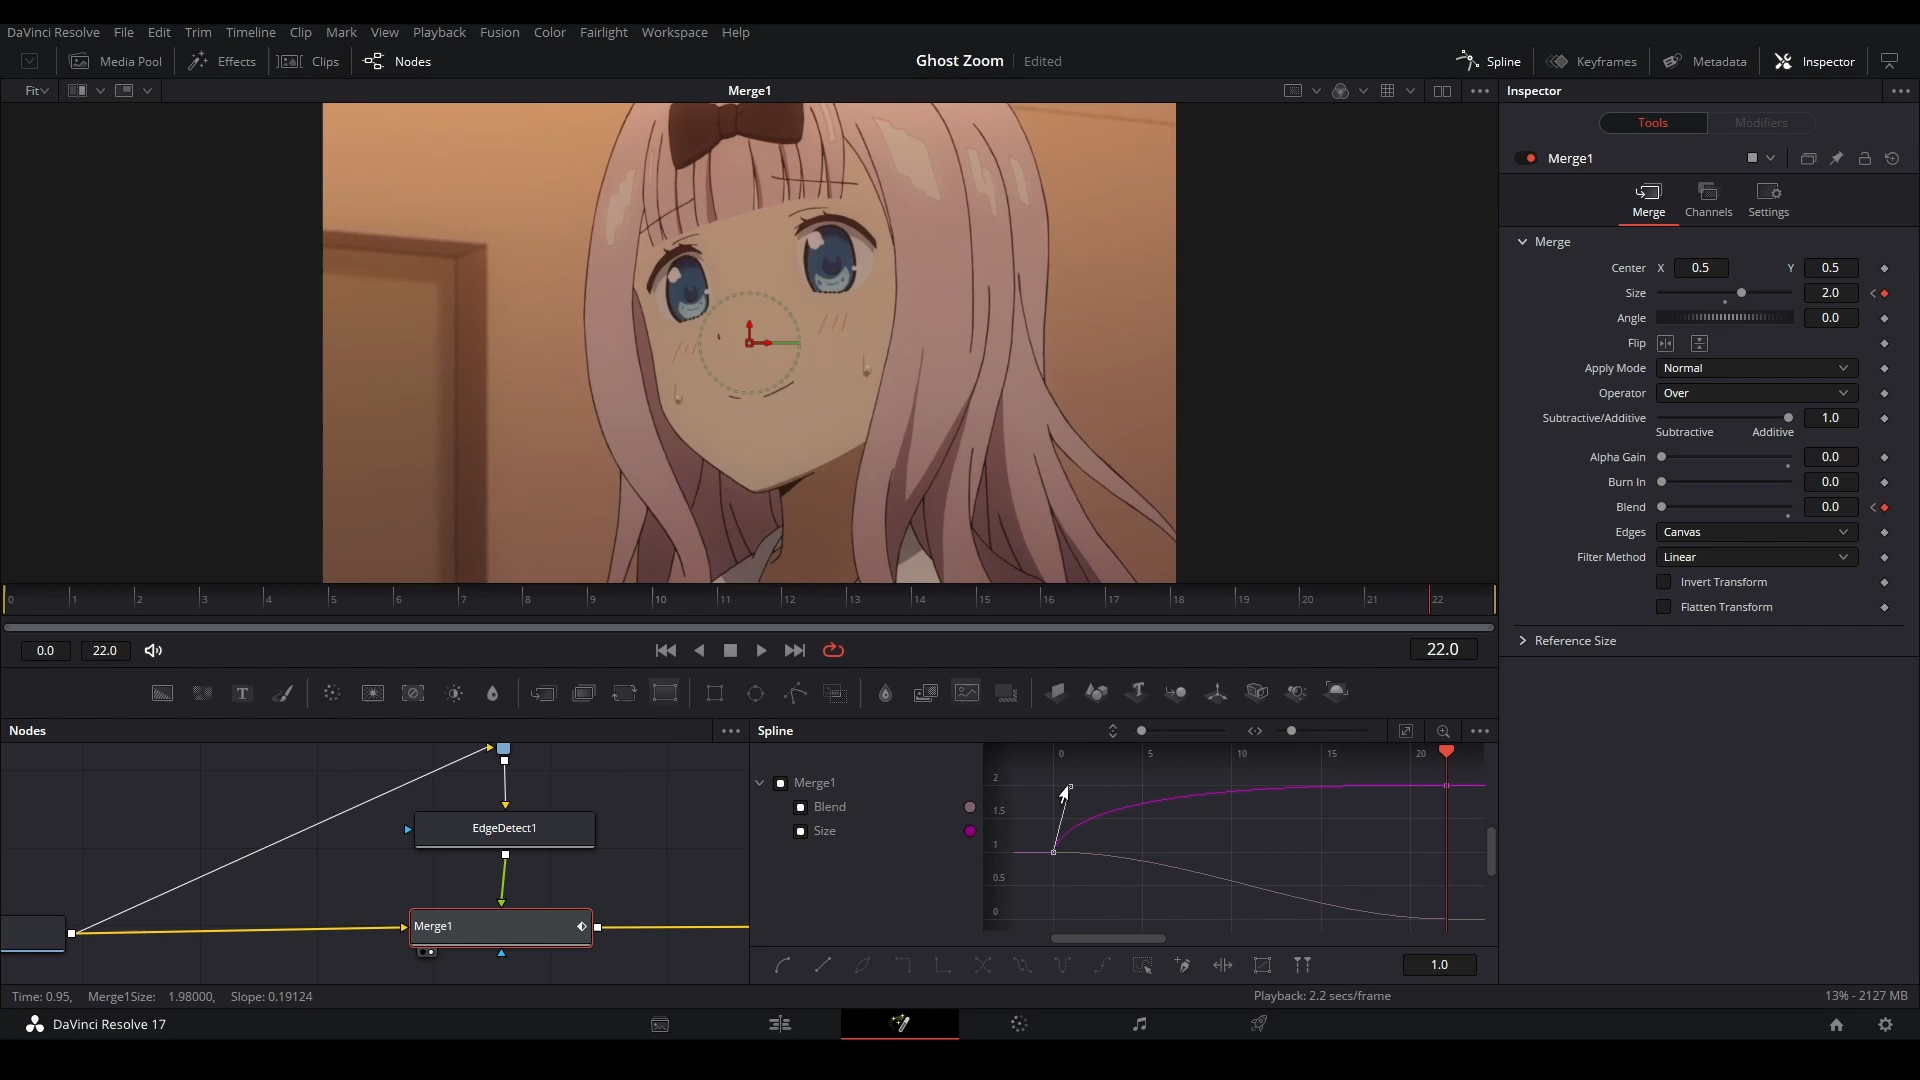 DaVinci Resolve File Edit Trim Timeline Clip Mark View Playback Fusion Color Fairlight Workspace Help
Media Pool Effects Clips Nodes Ghost Zoom Edited Spline Keyframes Metadata Inspector
Fit Merge1 Inspector
Tools Modifiers
Merge1
Merge Channels Settings
Merge
Center X 0.5 Y 0.5
Size 2.0
Angle 0.0
Flip
Apply Mode Normal
Operator Over
Subtractive/Additive 1.0
Subtractive Additive
Alpha Gain 0.0
Burn In 0.0
Blend 0.0
Edges Canvas
Filter Method Linear
Invert Transform
Flatten Transform
Reference Size
0 1 2 3 4 5 6 7 8 9 10 11 12 13 14 15 16 17 18 19 20 21 22
0.0 22.0 22.0
T T
Nodes Spline
0 5 10 15 20
Merge1
Blend
Size
2
1.5
1
0.5
0
EdgeDetect1
Merge1
1.0
Time: 0.95, Merge1Size: 1.98000, Slope: 0.19124 Playback: 2.2 secs/frame 13% - 2127 MB
DaVinci Resolve 17